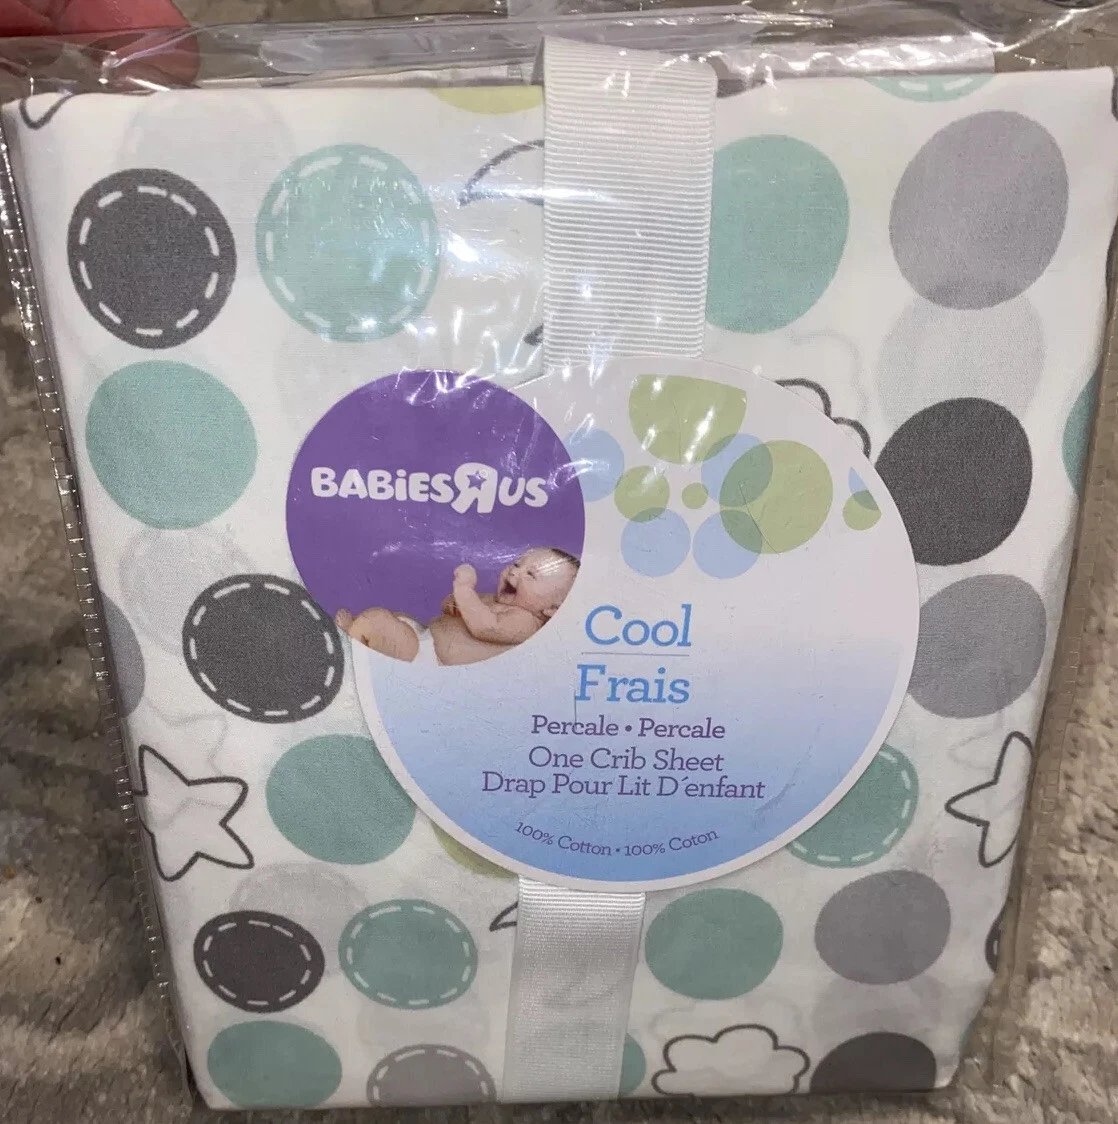 BABiESRUS
Cool
Frais
Percale • Percale
One Crib Sheet
Drap Pour Lit D´enfant
100% Cotton • 100% Coton